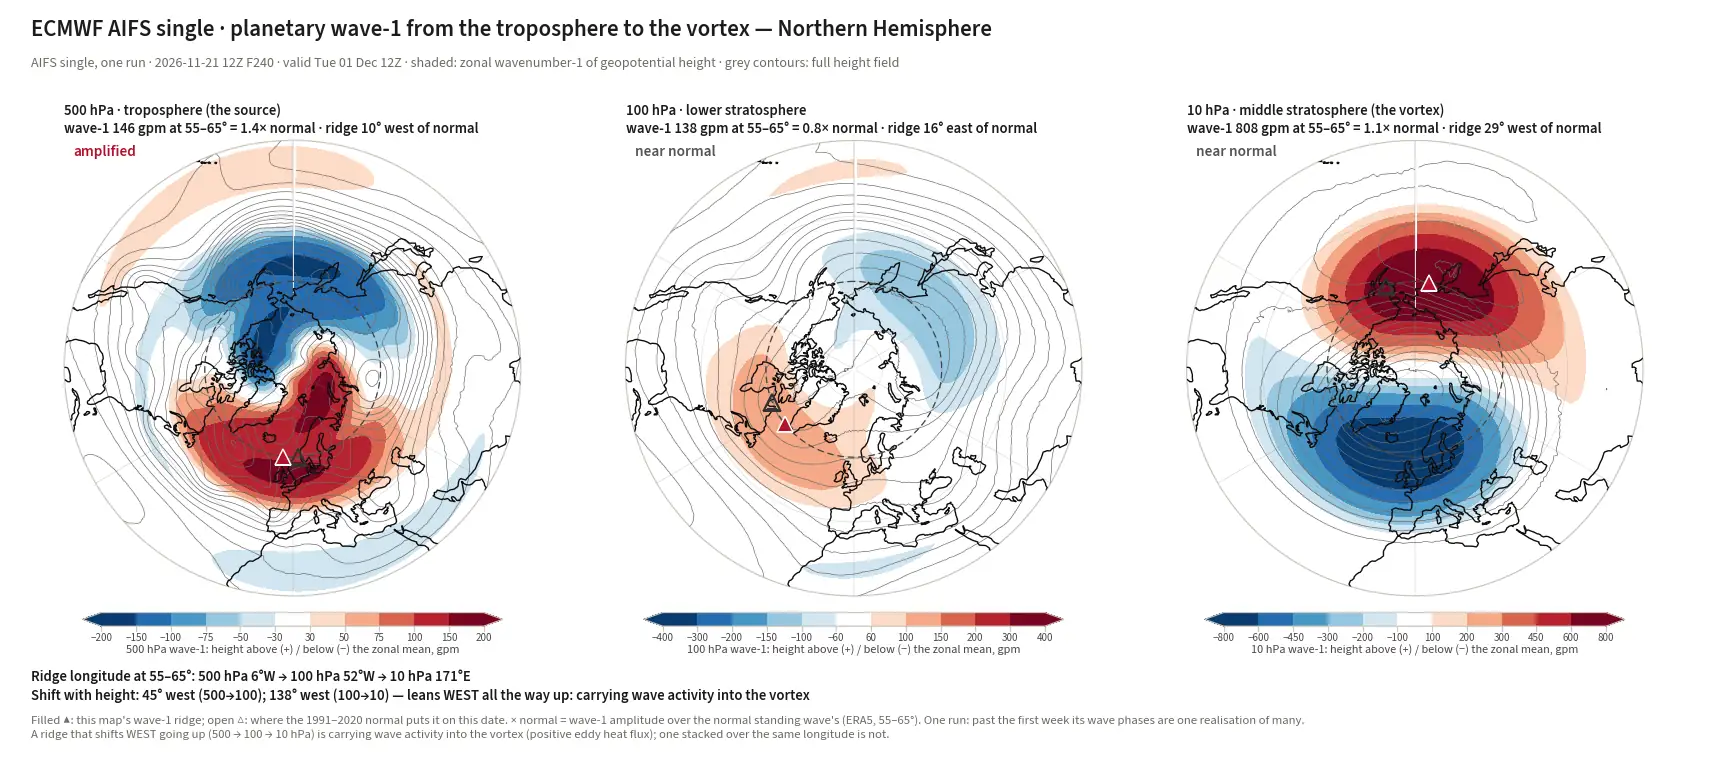 ECMWF AIFS single · planetary wave-1 from the troposphere to the vortex — Northern Hemisphere
AIFS single, one run · 2026-11-21 12Z F240 · valid Tue 01 Dec 12Z · shaded: zonal wavenumber-1 of geopotential height · grey contours: full height field
500 hPa · troposphere (the source)
wave-1 146 gpm at 55–65° = 1.4× normal · ridge 10° west of normal
amplified
100 hPa · lower stratosphere
wave-1 138 gpm at 55–65° = 0.8× normal · ridge 16° east of normal
near normal
10 hPa · middle stratosphere (the vortex)
wave-1 808 gpm at 55–65° = 1.1× normal · ridge 29° west of normal
near normal
−200 −150 −100 −75 −50 −30 30 50 75 100 150 200
500 hPa wave-1: height above (+) / below (−) the zonal mean, gpm
−400 −300 −200 −150 −100 −60 60 100 150 200 300 400
100 hPa wave-1: height above (+) / below (−) the zonal mean, gpm
−800 −600 −450 −300 −200 −100 100 200 300 450 600 800
10 hPa wave-1: height above (+) / below (−) the zonal mean, gpm
Ridge longitude at 55–65°: 500 hPa 6°W → 100 hPa 52°W → 10 hPa 171°E
Shift with height: 45° west (500→100); 138° west (100→10) — leans WEST all the way up: carrying wave activity into the vortex
Filled ▲: this map's wave-1 ridge; open △: where the 1991–2020 normal puts it on this date. × normal = wave-1 amplitude over the normal standing wave's (ERA5, 55–65°). One run: past the first week its wave phases are one realisation of many.
A ridge that shifts WEST going up (500 → 100 → 10 hPa) is carrying wave activity into the vortex (positive eddy heat flux); one stacked over the same longitude is not.